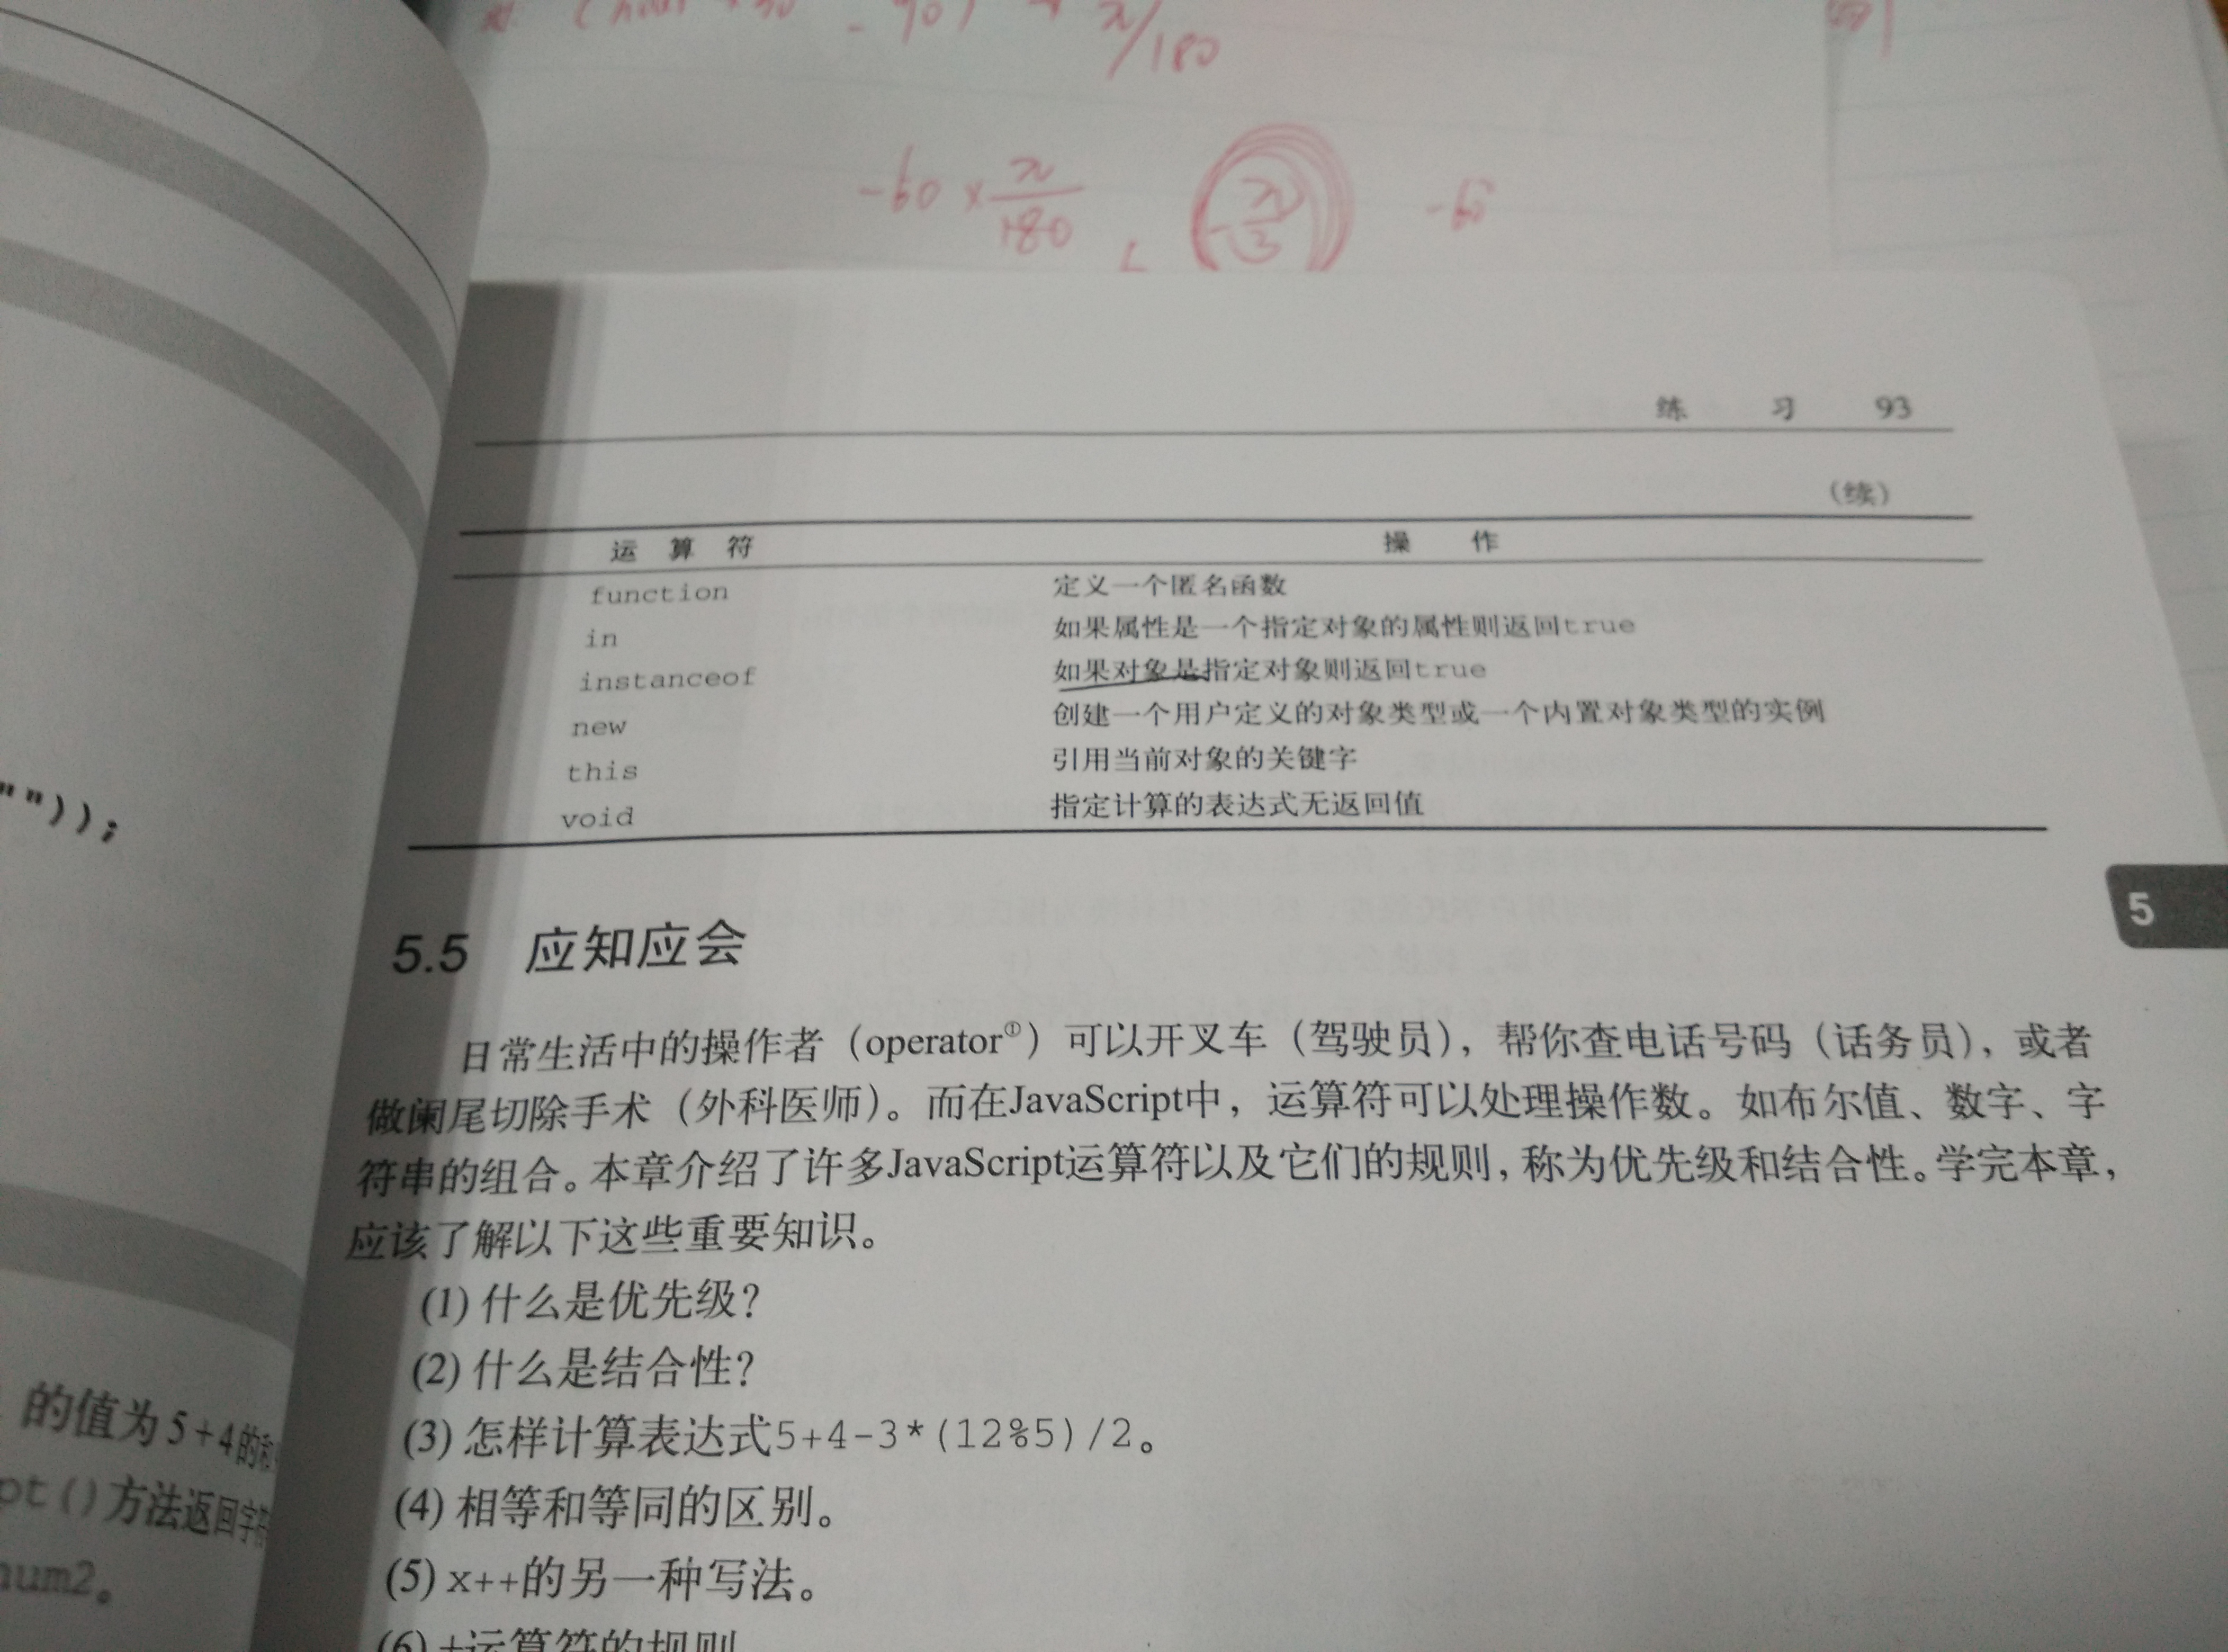 -90)
π/180
-60 × π/180
-π/3
-60
练 习 93
(续)
运 算 符 操 作
function 定义一个匿名函数
in 如果属性是一个指定对象的属性则返回true
instanceof 如果对象是指定对象则返回true
new 创建一个用户定义的对象类型或一个内置对象类型的实例
this 引用当前对象的关键字
void 指定计算的表达式无返回值
""));
5
5.5 应知应会
日常生活中的操作者（operator①）可以开叉车（驾驶员），帮你查电话号码（话务员），或者
做阑尾切除手术（外科医师）。而在JavaScript中，运算符可以处理操作数。如布尔值、数字、字
符串的组合。本章介绍了许多JavaScript运算符以及它们的规则，称为优先级和结合性。学完本章，
应该了解以下这些重要知识。
(1) 什么是优先级？
(2) 什么是结合性？
(3) 怎样计算表达式5+4-3*(12%5)/2。
(4) 相等和等同的区别。
(5) x++的另一种写法。
(6) +运算符的规则
的值为5+4的和
pt()方法返回字符
num2。